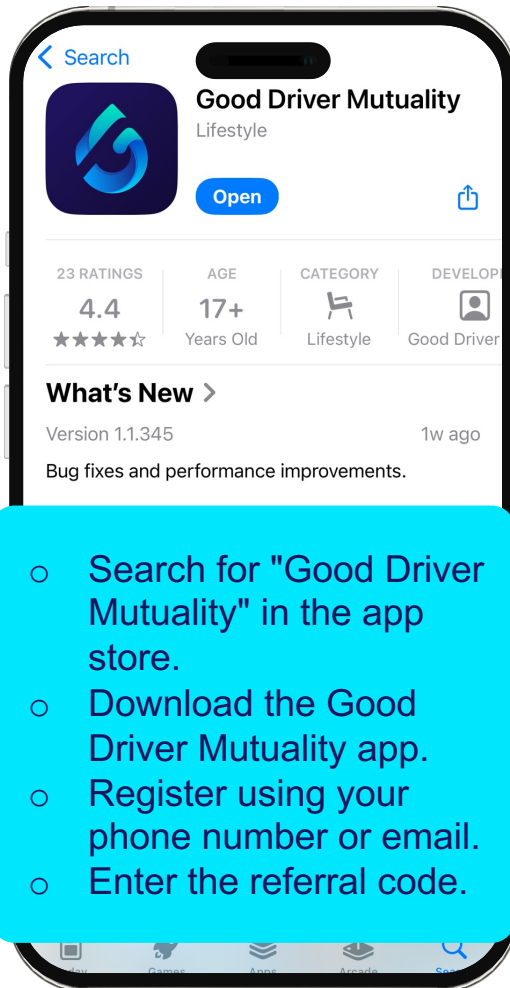 Search
Good Driver Mutuality
Lifestyle
Open
23 RATINGS
AGE
CATEGORY
4.4
17+
Years Old
Lifestyle
Good Driver
What's New
Version 1.1.345
1w ago
Bug fixes and performance improvements.
○ Search for "Good Driver
Mutuality" in the app
store.
○ Download the Good
Driver Mutuality app.
○ Register using your
phone number or email.
○ Enter the referral code.
Games
Apps
Arcade